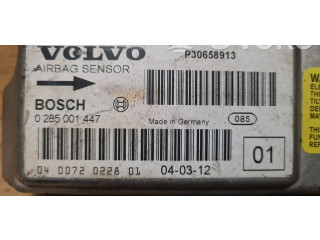 VOLVO
P30658913
AIRBAG SENSOR
BOSCH
0 285 001 447
Made in Germany
085
04 0072 0228 01
04-03-12
01